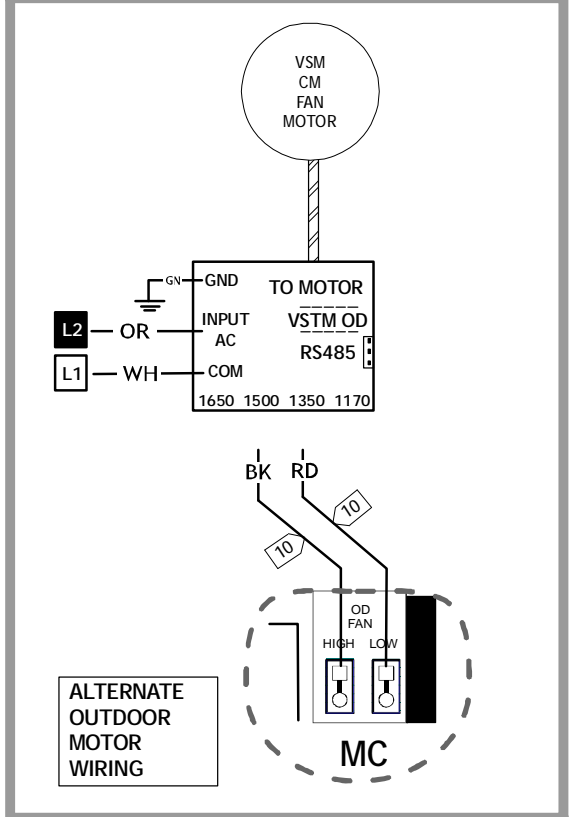 VSM
CM
FAN
MOTOR
GN
GND
TO MOTOR
L2
OR
INPUT
AC
VSTM OD
RS485
L1
WH
COM
1650 1500 1350 1170
BK
RD
10
10
OD
FAN
HIGH
LOW
MC
ALTERNATE
OUTDOOR
MOTOR
WIRING